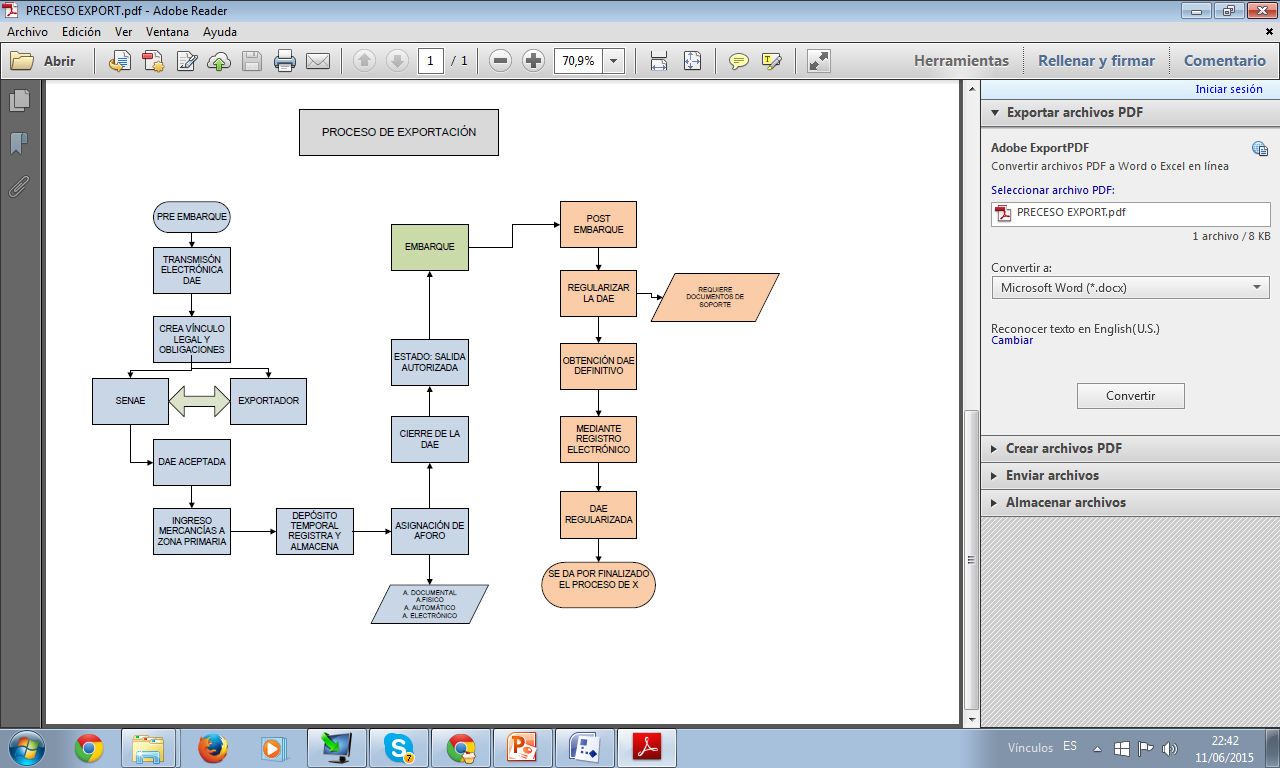 PRECESO EXPORT.pdf - Adobe Reader
Archivo Edición Ver Ventana Ayuda
Abrir
1 / 1
70,9%
Herramientas
Rellenar y firmar
Comentario
PROCESO DE EXPORTACIÓN
PRE EMBARQUE
TRANSMISÓN
ELECTRÓNICA
DAE
CREA VÍNCULO
LEGAL Y
OBLIGACIONES
SENAE
EXPORTADOR
DAE ACEPTADA
INGRESO
MERCANCÍAS A
ZONA PRIMARIA
DEPÓSITO
TEMPORAL
REGISTRA Y
ALMACENA
ASIGNACIÓN DE
AFORO
A. DOCUMENTAL
A.FISICO
A. AUTOMÁTICO
A. ELECTRÓNICO
CIERRE DE LA
DAE
ESTADO: SALIDA
AUTORIZADA
EMBARQUE
POST
EMBARQUE
REGULARIZAR
LA DAE
REQUIERE
DOCUMENTOS DE
SOPORTE
OBTENCIÓN DAE
DEFINITIVO
MEDIANTE
REGISTRO
ELECTRÓNICO
DAE
REGULARIZADA
SE DA POR FINALIZADO
EL PROCESO DE X
Iniciar sesión
Exportar archivos PDF
Adobe ExportPDF
Convertir archivos PDF a Word o Excel en línea
Seleccionar archivo PDF:
PRECESO EXPORT.pdf
1 archivo / 8 KB
Convertir a:
Microsoft Word (*.docx)
Reconocer texto en English(U.S.)
Cambiar
Convertir
Crear archivos PDF
Enviar archivos
Almacenar archivos
Vínculos
ES
22:42
11/06/2015